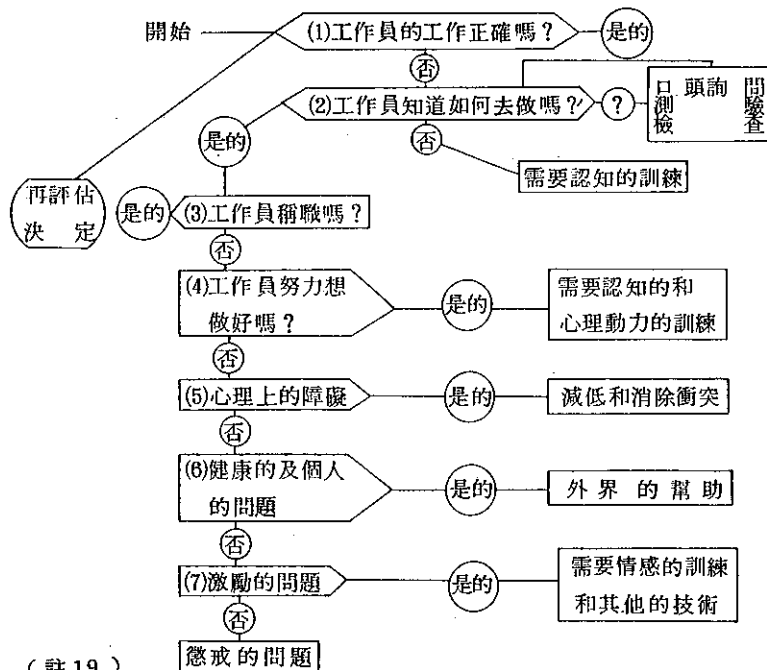 開始
(1)工作員的工作正確嗎？
是的
否
(2)工作員知道如何去做嗎？
？
口頭詢問
測驗
檢查
是的
否
需要認知的訓練
再評估
決定
是的
(3)工作員稱職嗎？
否
(4)工作員努力想
做好嗎？
是的
需要認知的和
心理動力的訓練
否
(5)心理上的障礙
是的
減低和消除衝突
否
(6)健康的及個人
的問題
是的
外界的幫助
否
(7)激勵的問題
是的
需要情感的訓練
和其他的技術
否
懲戒的問題
(註19)